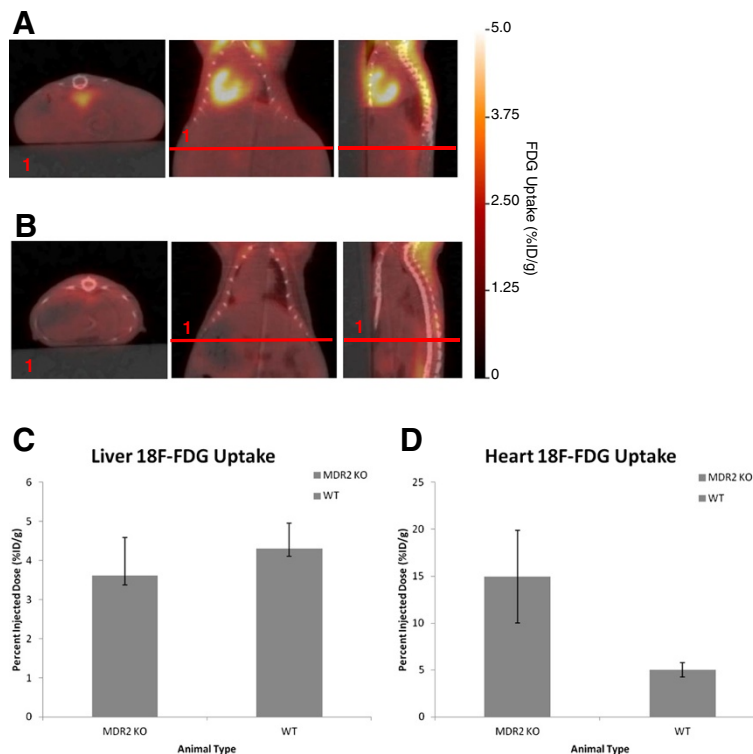 A
1
1
5.0
3.75
2.50
1.25
0
FDG Uptake (%ID/g)
B
1
1
1
C
Liver 18F-FDG Uptake
MDR2 KO
WT
6
5
4
3
2
1
0
Percent Injected Dose (%ID/g)
MDR2 KO
WT
Animal Type
D
Heart 18F-FDG Uptake
MDR2 KO
WT
25
20
15
10
5
0
Percent Injected Dose (%ID/g)
MDR2 KO
WT
Animal Type